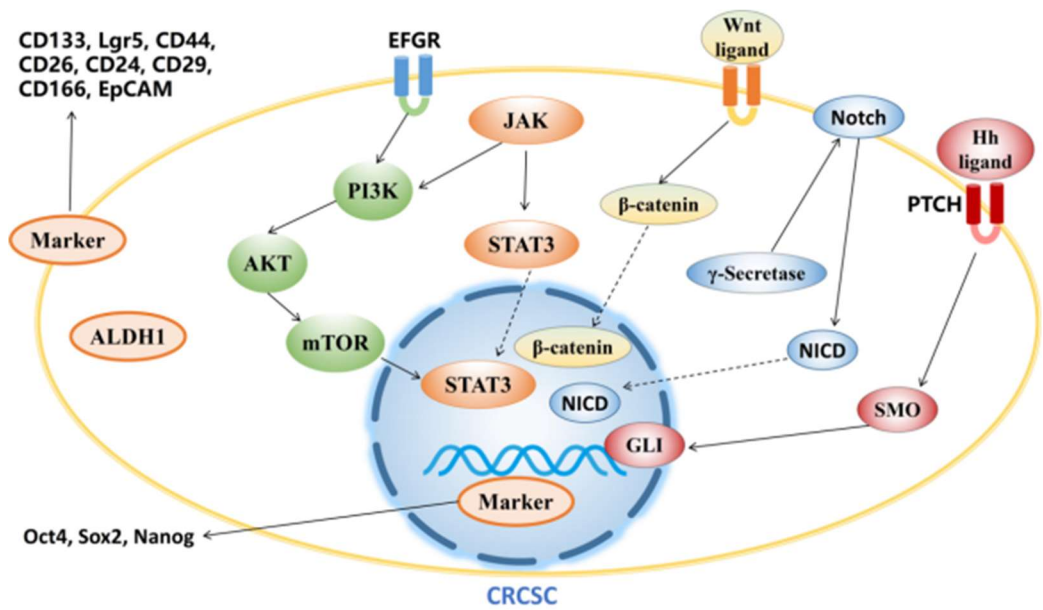 CD133, Lgr5, CD44,
CD26, CD24, CD29,
CD166, EpCAM
EFGR
Wnt
ligand
JAK
Notch
Hh
ligand
PI3K
β-catenin
PTCH
Marker
STAT3
AKT
γ-Secretase
ALDH1
mTOR
β-catenin
NICD
STAT3
NICD
SMO
GLI
Marker
Oct4, Sox2, Nanog
CRCSC